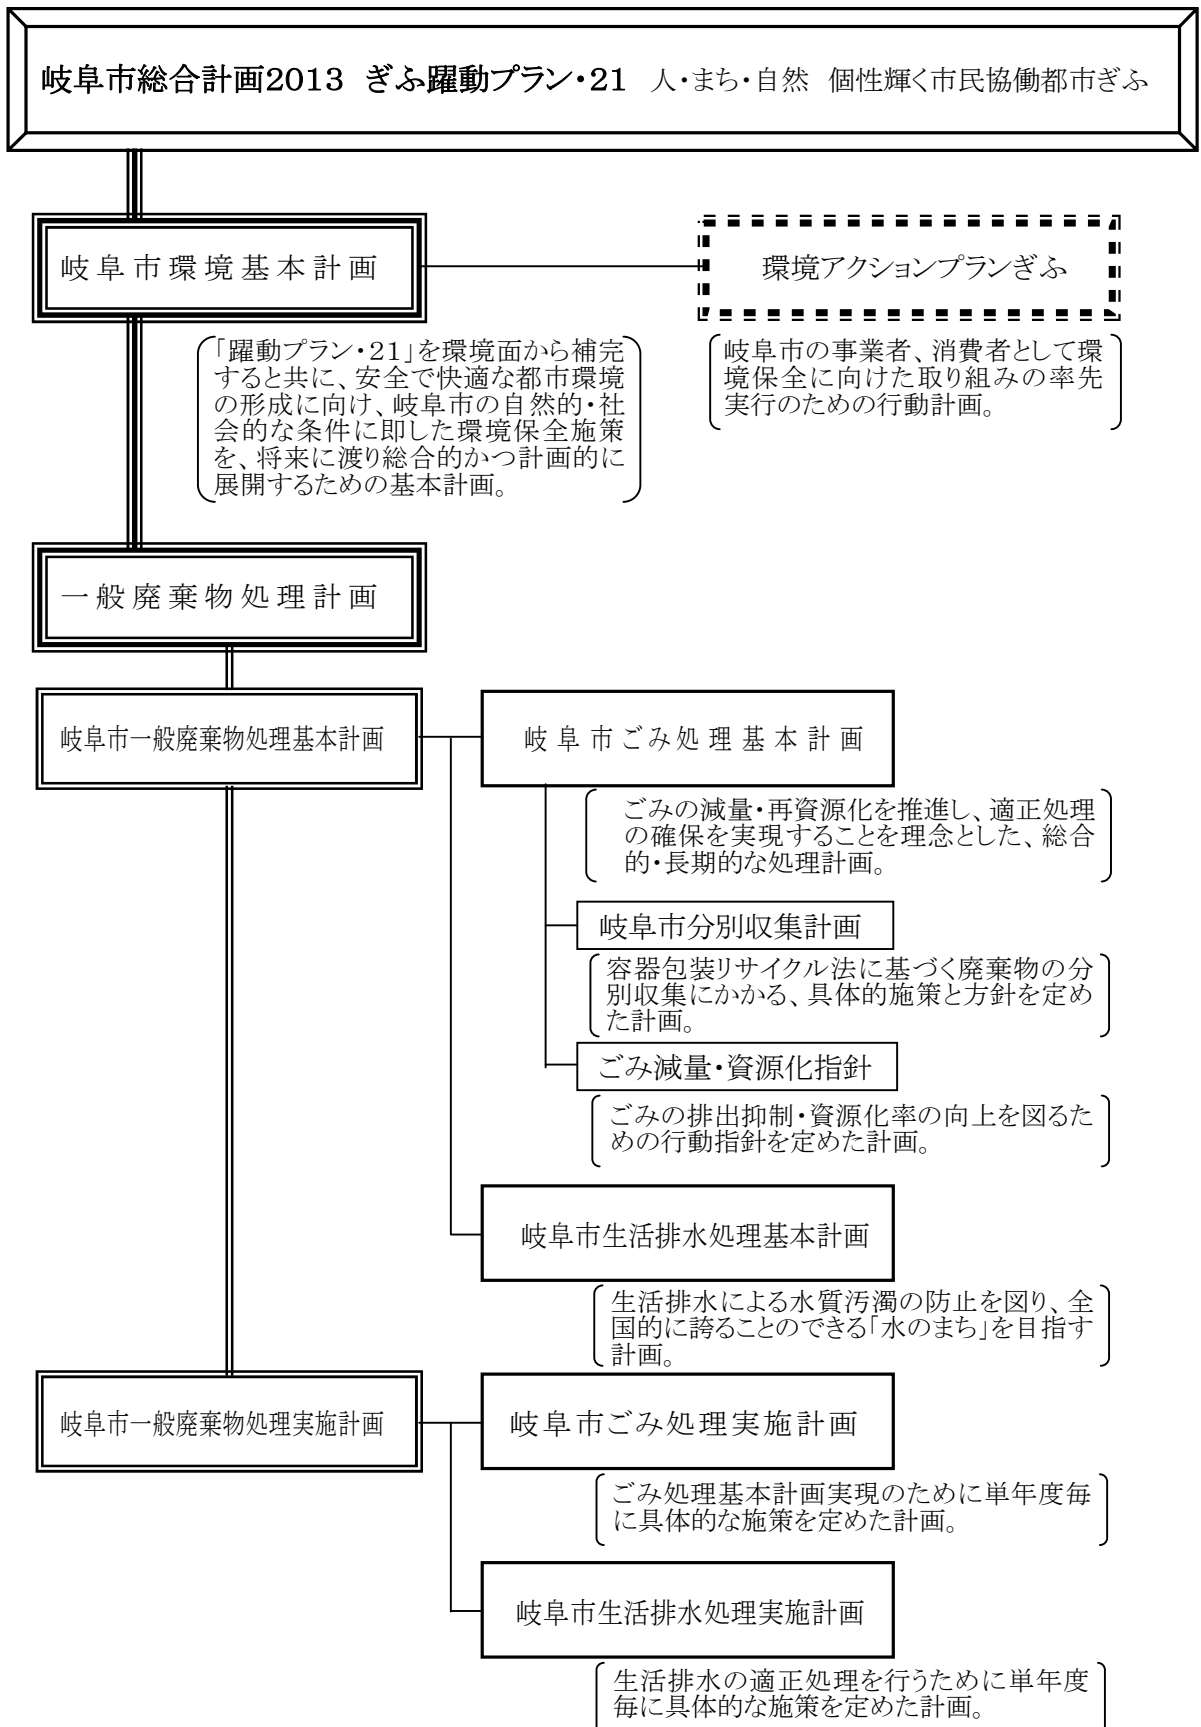 岐阜市総合計画2013 ぎふ躍動プラン・21 人・まち・自然 個性輝く市民協働都市ぎふ
岐阜市環境基本計画
環境アクションプランぎふ
「躍動プラン・21」を環境面から補完
すると共に、安全で快適な都市環境
の形成に向け、岐阜市の自然的・社
会的な条件に即した環境保全施策
を、将来に渡り総合的かつ計画的に
展開するための基本計画。
岐阜市の事業者、消費者として環
境保全に向けた取り組みの率先
実行のための行動計画。
一般廃棄物処理計画
岐阜市一般廃棄物処理基本計画
岐阜市ごみ処理基本計画
ごみの減量・再資源化を推進し、適正処理
の確保を実現することを理念とした、総合
的・長期的な処理計画。
岐阜市分別収集計画
容器包装リサイクル法に基づく廃棄物の分
別収集にかかる、具体的施策と方針を定め
た計画。
ごみ減量・資源化指針
ごみの排出抑制・資源化率の向上を図るた
めの行動指針を定めた計画。
岐阜市生活排水処理基本計画
生活排水による水質汚濁の防止を図り、全
国的に誇ることのできる「水のまち」を目指す
計画。
岐阜市一般廃棄物処理実施計画
岐阜市ごみ処理実施計画
ごみ処理基本計画実現のために単年度毎
に具体的な施策を定めた計画。
岐阜市生活排水処理実施計画
生活排水の適正処理を行うために単年度
毎に具体的な施策を定めた計画。